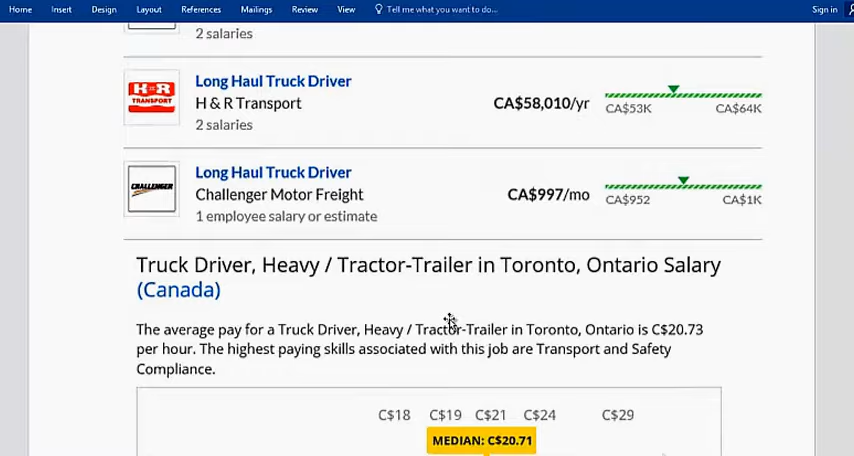 Home Insert Design Layout References Mailings Review View Tell me what you want to do... Sign in
2 salaries
H&R
TRANSPORT
Long Haul Truck Driver
H & R Transport
2 salaries
CA$58,010/yr
CA$53K CA$64K
CHALLENGER
Long Haul Truck Driver
Challenger Motor Freight
1 employee salary or estimate
CA$997/mo
CA$952 CA$1K
Truck Driver, Heavy / Tractor-Trailer in Toronto, Ontario Salary
(Canada)
The average pay for a Truck Driver, Heavy / Tractor-Trailer in Toronto, Ontario is C$20.73
per hour. The highest paying skills associated with this job are Transport and Safety
Compliance.
C$18 C$19 C$21 C$24 C$29
MEDIAN: C$20.71